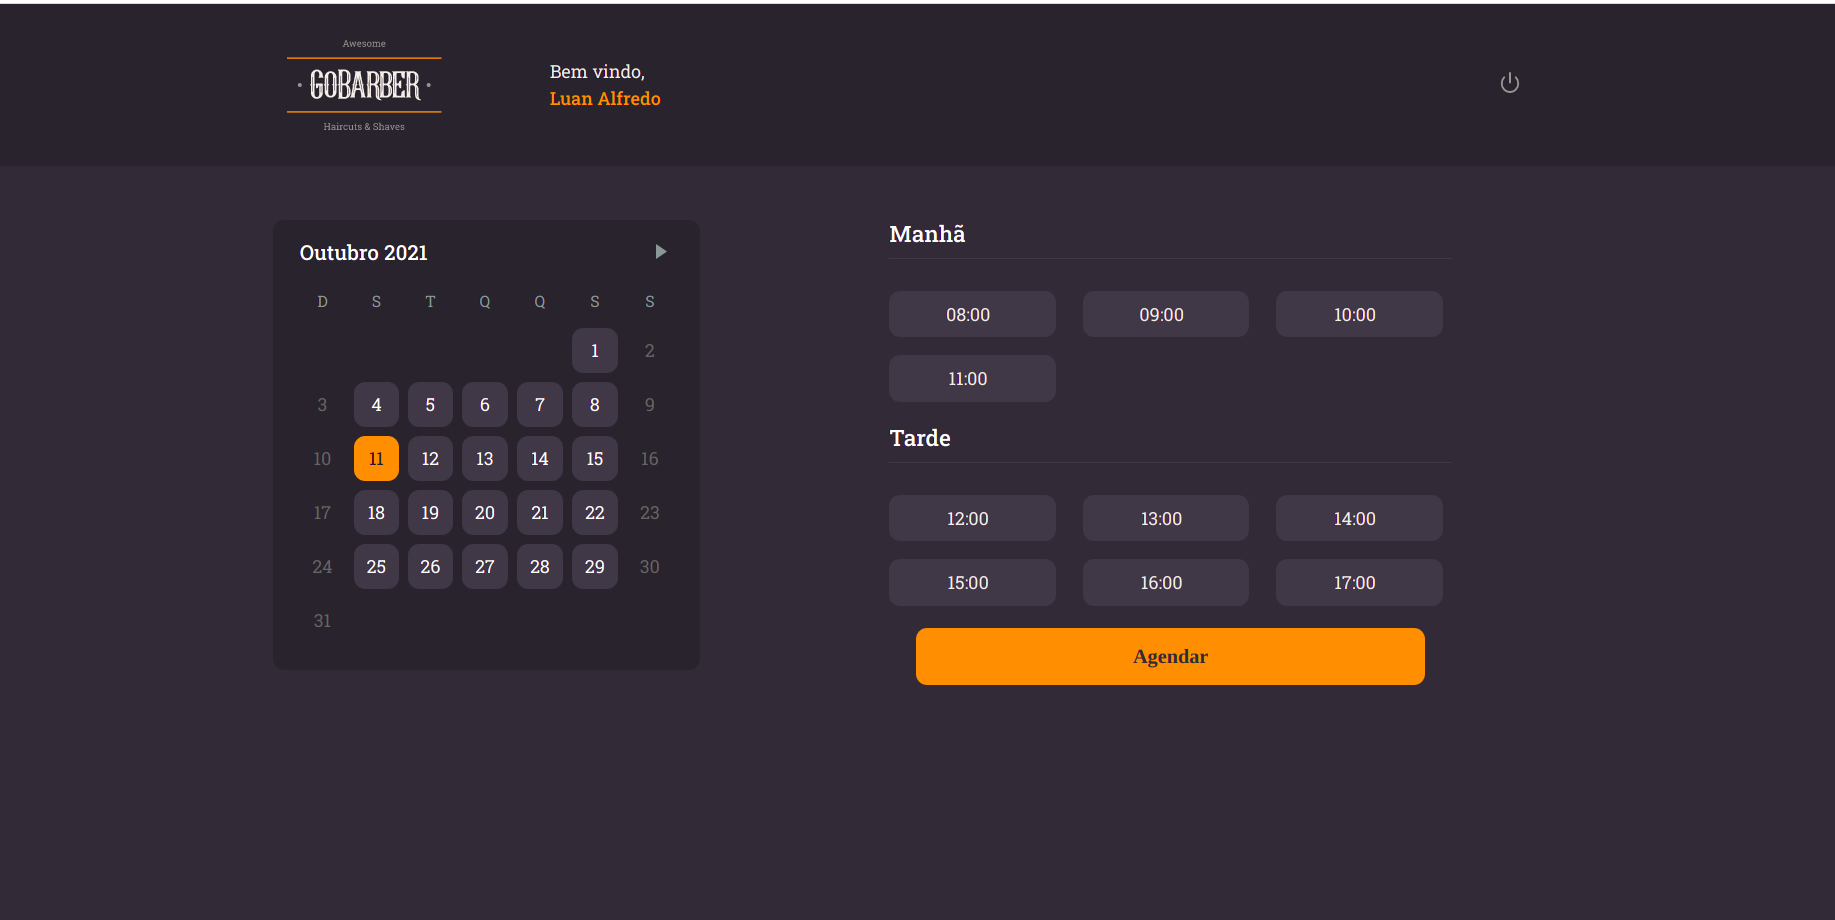 Awesome
· GOBARBER ·
Haircuts & Shaves
Bem vindo,
Luan Alfredo
Outubro 2021
D S T Q Q S S
1 2
3 4 5 6 7 8 9
10 11 12 13 14 15 16
17 18 19 20 21 22 23
24 25 26 27 28 29 30
31
Manhã
08:00 09:00 10:00
11:00
Tarde
12:00 13:00 14:00
15:00 16:00 17:00
Agendar